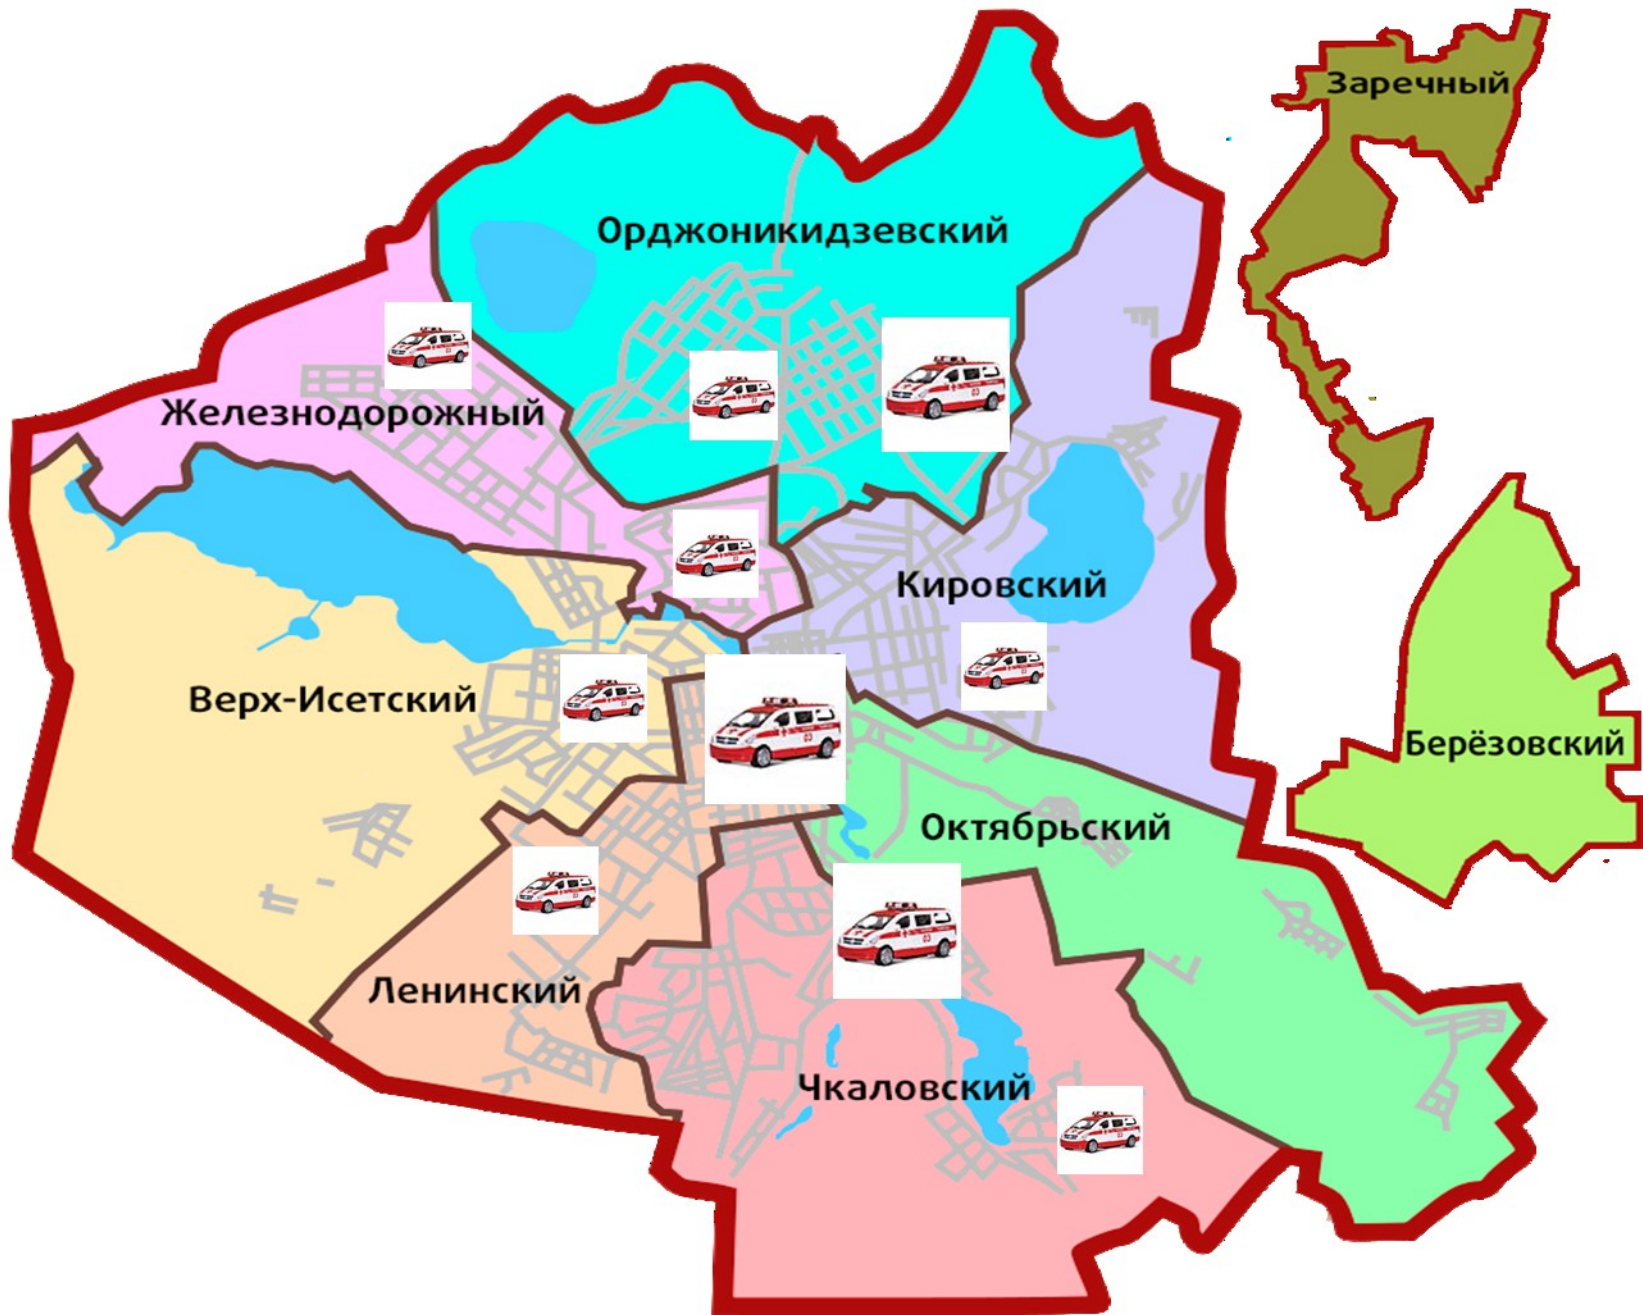 Заречный
Орджоникидзевский
Железнодорожный
Кировский
Верх-Исетский
Берёзовский
Октябрьский
Ленинский
Чкаловский